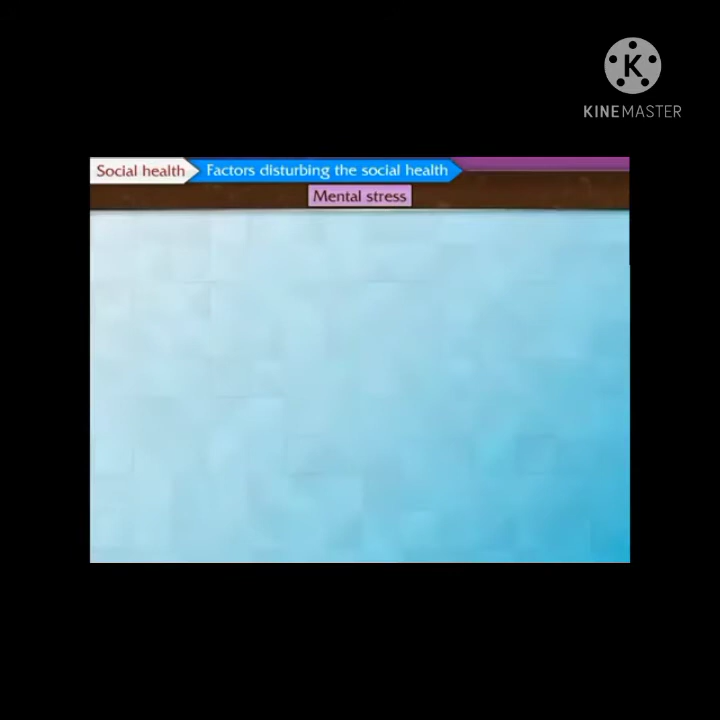 K
KINEMASTER
Social health Factors disturbing the social health
Mental stress